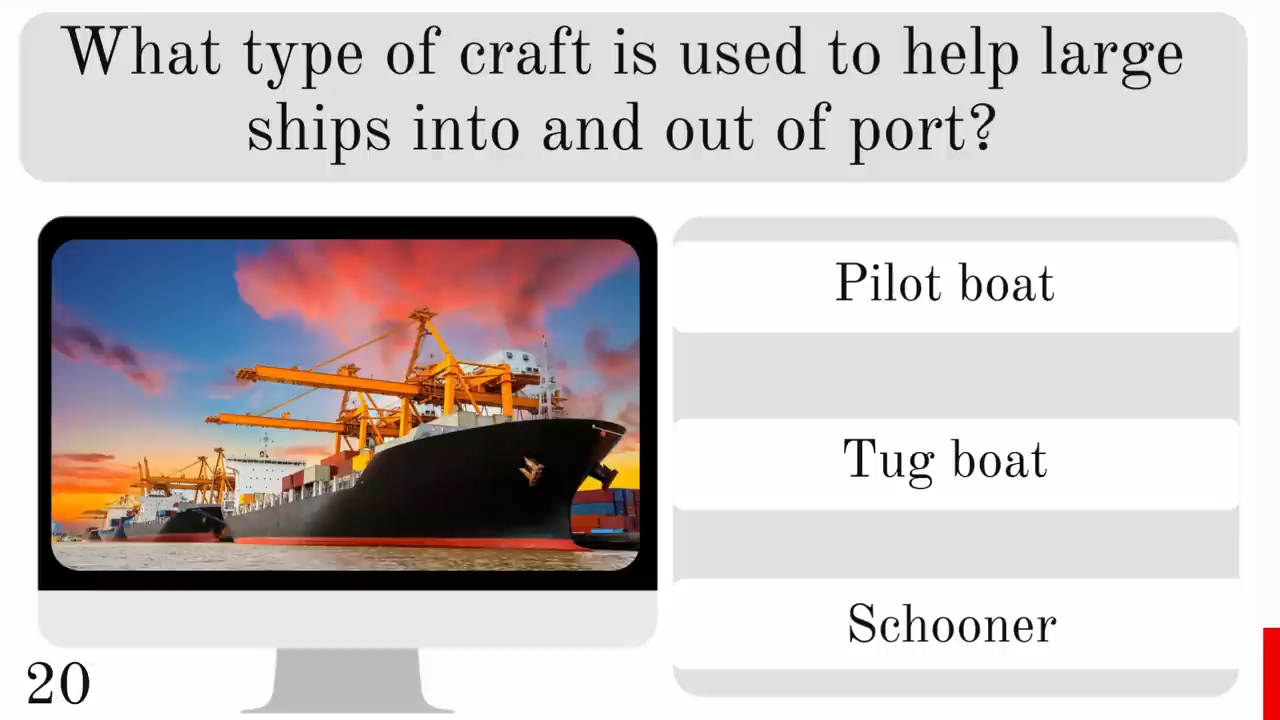 What type of craft is used to help large
ships into and out of port?
Pilot boat
Tug boat
Schooner
20